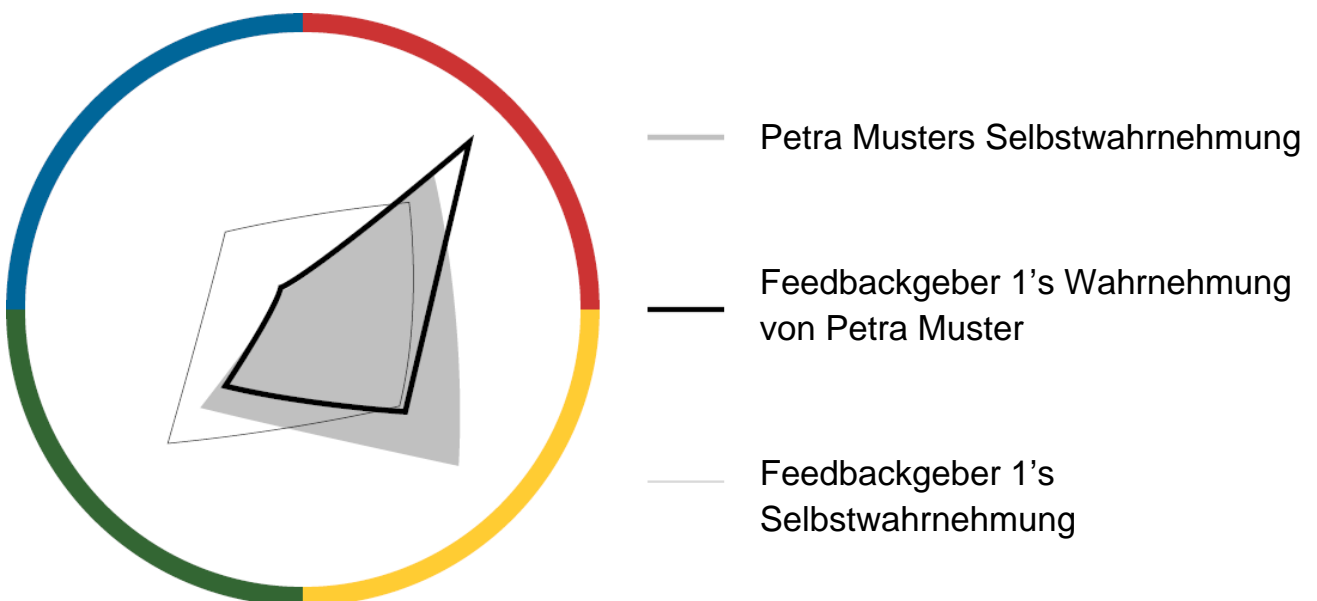 Petra Musters Selbstwahrnehmung
Feedbackgeber 1’s Wahrnehmung
von Petra Muster
Feedbackgeber 1’s
Selbstwahrnehmung